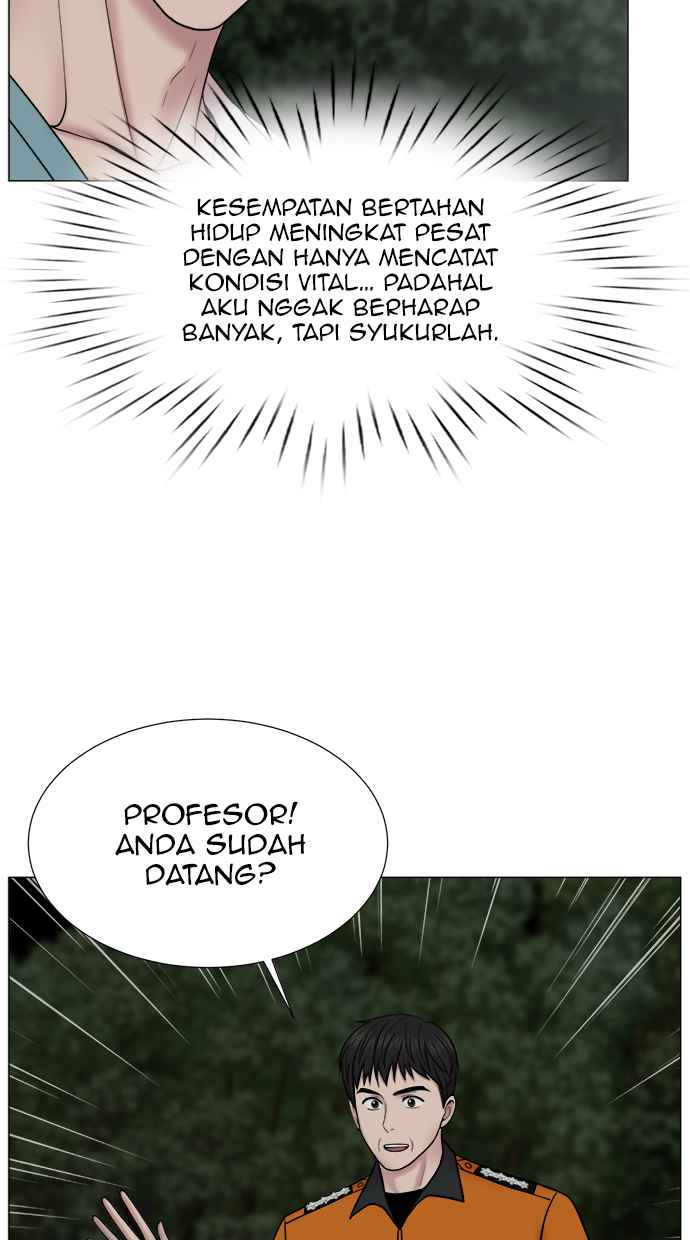 KESEMPATAN BERTAHAN
HIDUP MENINGKAT PESAT
DENGAN HANYA MENCATAT
KONDISI VITAL... PADAHAL
AKU NGGAK BERHARAP
BANYAK, TAPI SYUKURLAH.
PROFESOR!
ANDA SUDAH
DATANG?